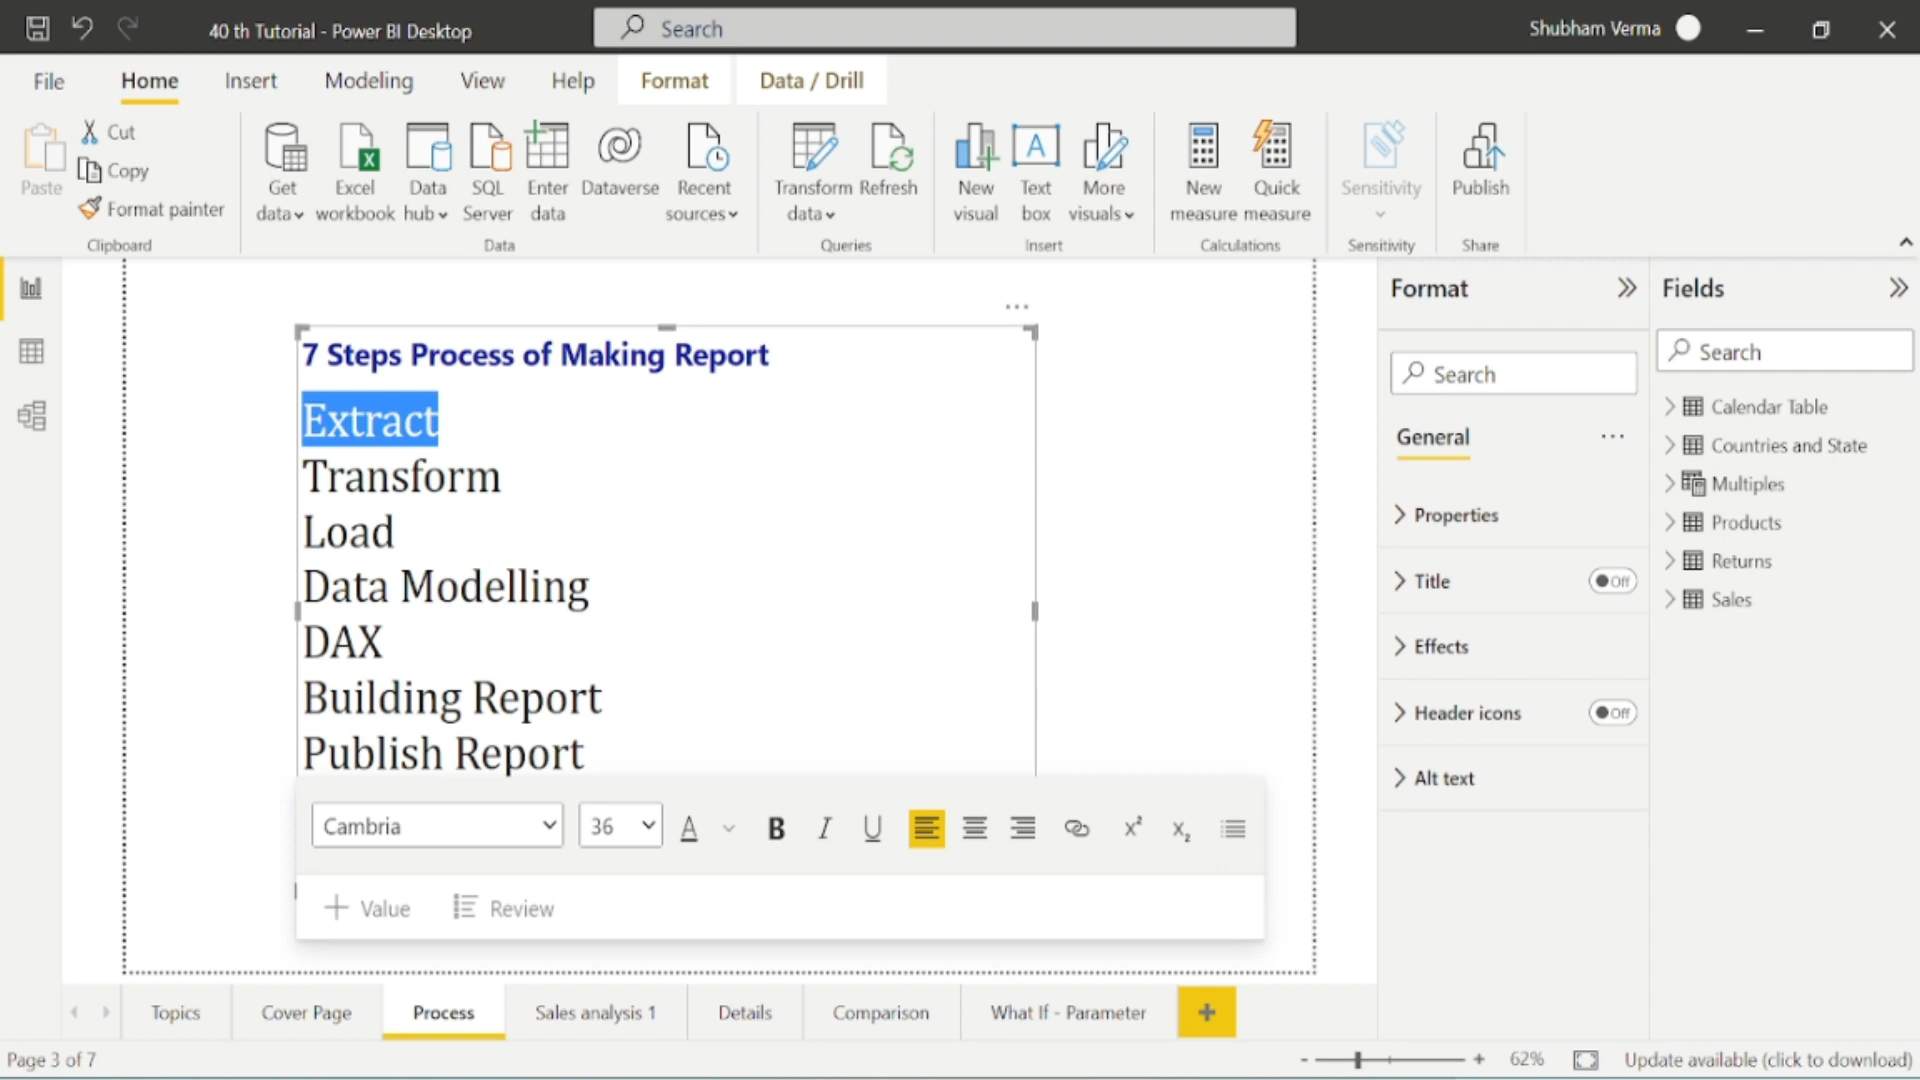 40 th Tutorial - Power BI Desktop
Search
Shubham Verma
File
Home
Insert
Modeling
View
Help
Format
Data / Drill
Paste
Cut
Copy
Format painter
Clipboard
Get data
Excel workbook
Data hub
SQL Server
Enter data
Dataverse
Recent sources
Data
Transform data
Refresh
Queries
New visual
Text box
More visuals
Insert
New measure
Quick measure
Calculations
Sensitivity
Sensitivity
Publish
Share
7 Steps Process of Making Report
Extract
Transform
Load
Data Modelling
DAX
Building Report
Publish Report
Cambria
36
A
B
I
U
x²
x₂
Value
Review
Format
Search
General
Properties
Title
Off
Effects
Header icons
Off
Alt text
Fields
Search
Calendar Table
Countries and State
Multiples
Products
Returns
Sales
Topics
Cover Page
Process
Sales analysis 1
Details
Comparison
What If - Parameter
+
Page 3 of 7
- + 62%
Update available (click to download)